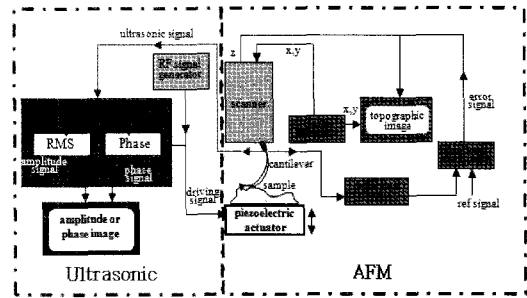 ultrasonic signal
z
x,y
RF signal
generator
scanner
x,y
topographic
image
error
signal
RMS
Phase
amplitude
signal
phase
signal
cantilever
sample
driving
signal
ref signal
amplitude or
phase image
piezoelectric
actuator
Ultrasonic
AFM